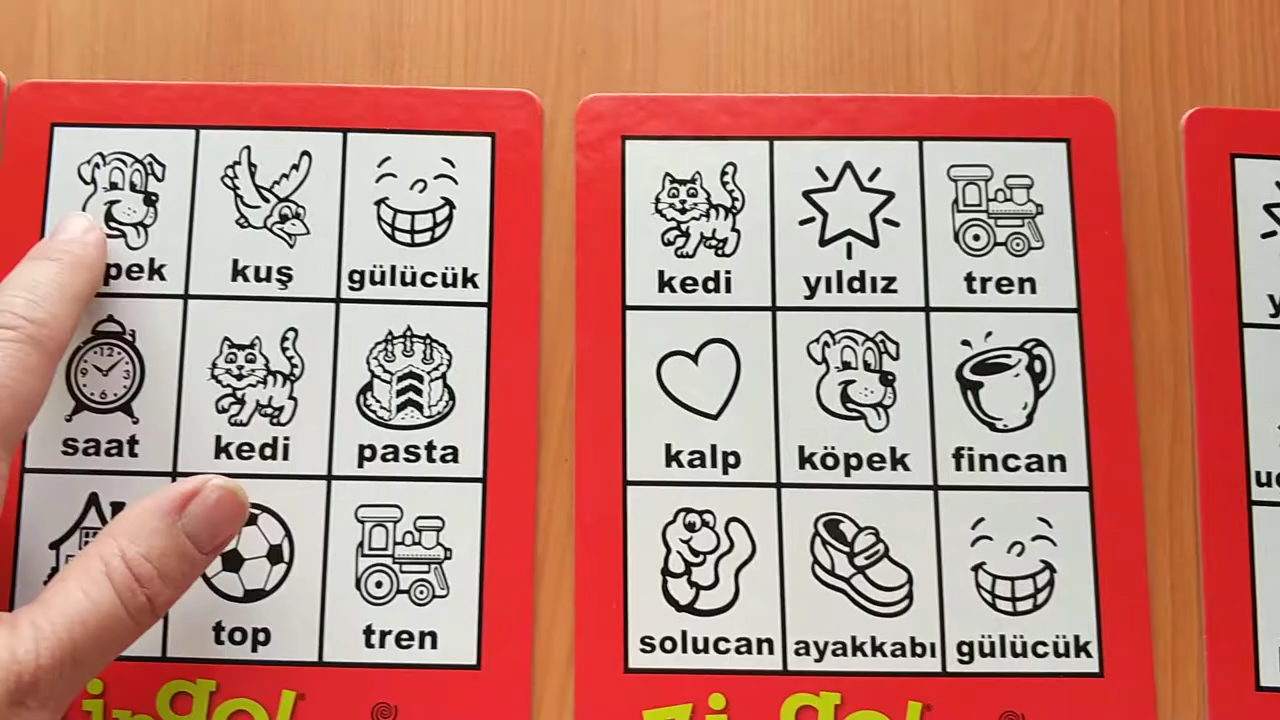 kuş gülücük
saat kedi pasta
top tren
kedi yıldız tren
kalp köpek fincan
solucan ayakkabı gülücük